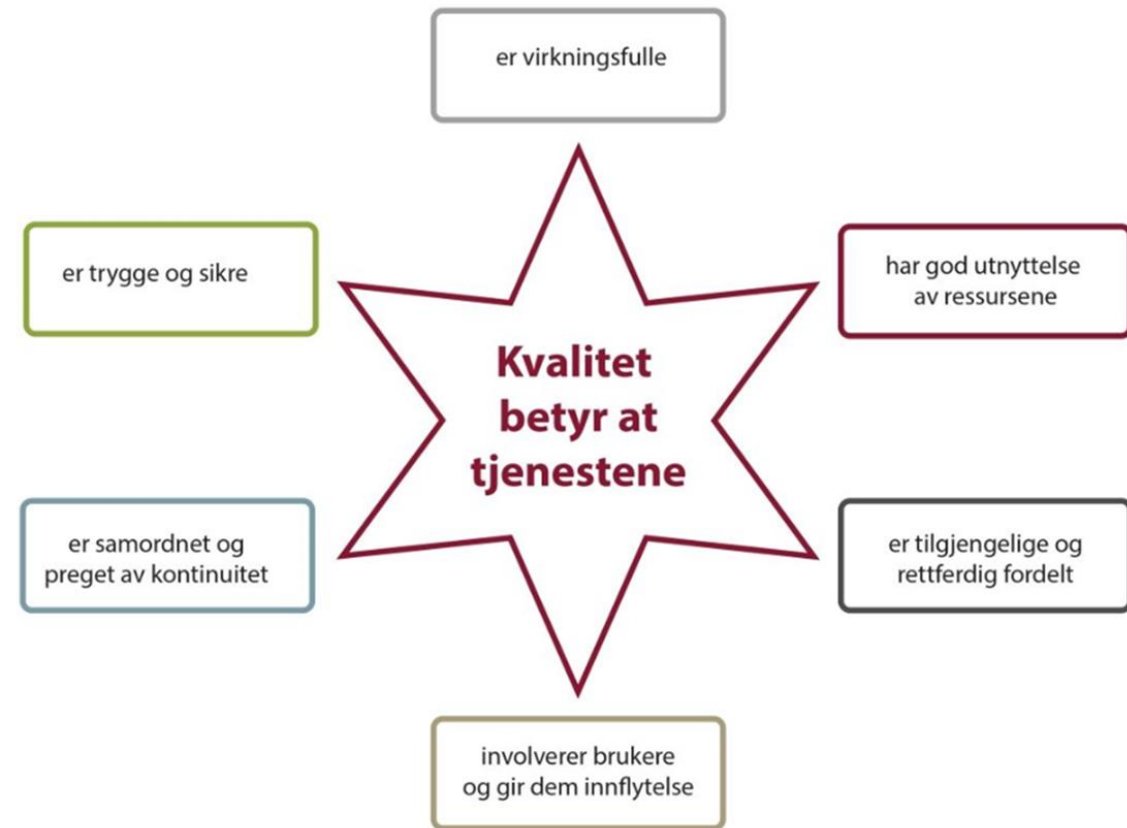 er virkningsfulle
er trygge og sikre
har god utnyttelse
av ressursene
Kvalitet
betyr at
tjenestene
er samordnet og
preget av kontinuitet
er tilgjengelige og
rettferdig fordelt
involverer brukere
og gir dem innflytelse